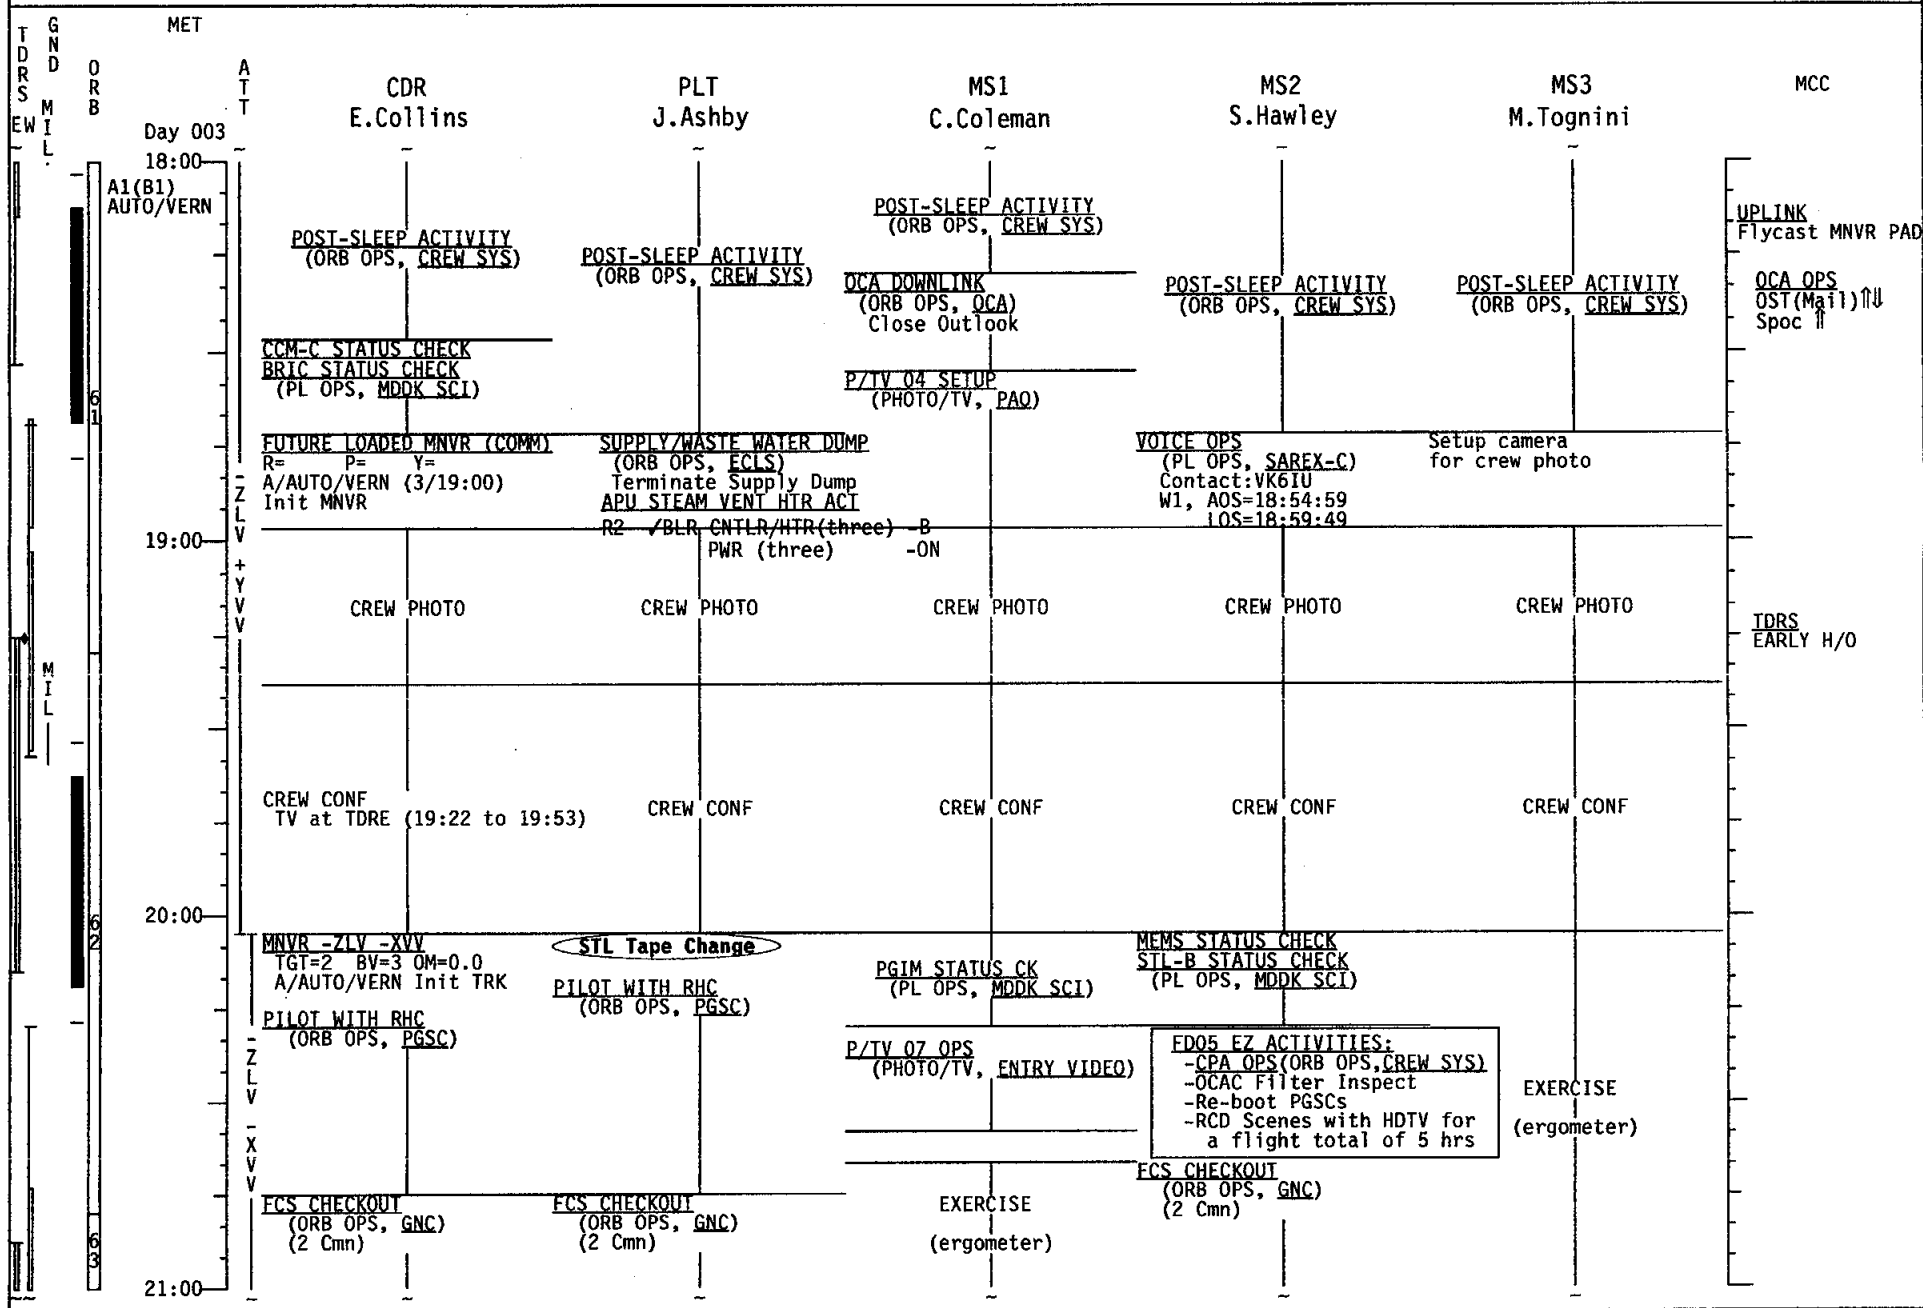 MET
TDRS
GND
ORB
ATT
EW
MIL.
CDR
E.Collins
PLT
J.Ashby
MS1
C.Coleman
MS2
S.Hawley
MS3
M.Tognini
MCC
Day 003
18:00
A1(B1)
AUTO/VERN
POST-SLEEP ACTIVITY
(ORB OPS, CREW SYS)
POST-SLEEP ACTIVITY
(ORB OPS, CREW SYS)
POST-SLEEP ACTIVITY
(ORB OPS, CREW SYS)
UPLINK
Flycast MNVR PAD
OCA DOWNLINK
(ORB OPS, OCA)
Close Outlook
POST-SLEEP ACTIVITY
(ORB OPS, CREW SYS)
POST-SLEEP ACTIVITY
(ORB OPS, CREW SYS)
OCA OPS
OST(Mail)⇑⇓
Spoc ⇑
CCM-C STATUS CHECK
BRIC STATUS CHECK
(PL OPS, MDDK SCI)
P/TV 04 SETUP
(PHOTO/TV, PAO)
61
FUTURE LOADED MNVR (COMM)
R= P= Y=
A/AUTO/VERN (3/19:00)
Init MNVR
SUPPLY/WASTE WATER DUMP
(ORB OPS, ECLS)
Terminate Supply Dump
APU STEAM VENT HTR ACT
R2 √BLR CNTLR/HTR(three) -B
PWR (three) -ON
VOICE OPS
(PL OPS, SAREX-C)
Contact:VK6IU
W1, AOS=18:54:59
LOS=18:59:49
Setup camera
for crew photo
-ZLV +YVV
19:00
CREW PHOTO
CREW PHOTO
CREW PHOTO
CREW PHOTO
CREW PHOTO
TDRS
EARLY H/O
MIL
CREW CONF
TV at TDRE (19:22 to 19:53)
CREW CONF
CREW CONF
CREW CONF
CREW CONF
20:00
62
MNVR -ZLV -XVV
TGT=2 BV=3 OM=0.0
A/AUTO/VERN Init TRK
PILOT WITH RHC
(ORB OPS, PGSC)
STL Tape Change
PILOT WITH RHC
(ORB OPS, PGSC)
PGIM STATUS CK
(PL OPS, MDDK SCI)
MEMS STATUS CHECK
STL-B STATUS CHECK
(PL OPS, MDDK SCI)
P/TV 07 OPS
(PHOTO/TV, ENTRY VIDEO)
FD05 EZ ACTIVITIES:
-CPA OPS(ORB OPS,CREW SYS)
-OCAC Filter Inspect
-Re-boot PGSCs
-RCD Scenes with HDTV for
a flight total of 5 hrs
EXERCISE
(ergometer)
-ZLV -XVV
FCS CHECKOUT
(ORB OPS, GNC)
(2 Cmn)
FCS CHECKOUT
(ORB OPS, GNC)
(2 Cmn)
EXERCISE
(ergometer)
FCS CHECKOUT
(ORB OPS, GNC)
(2 Cmn)
63
21:00